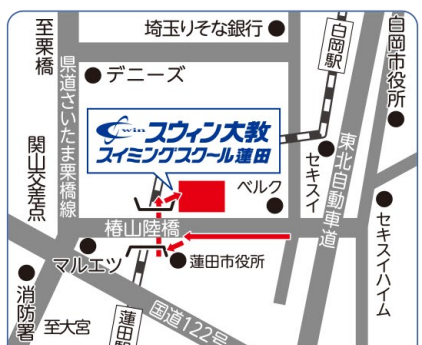 至栗橋
埼玉りそな銀行
白岡駅
白岡市役所
県道さいたま栗橋線
デニーズ
Swin
スウィン大教
スイミングスクール蓮田
関山交差点
ベルク
セキスイ
東北自動車道
椿山陸橋
セキスイハイム
マルエツ
蓮田市役所
消防署
至大宮
蓮田駅
国道122号